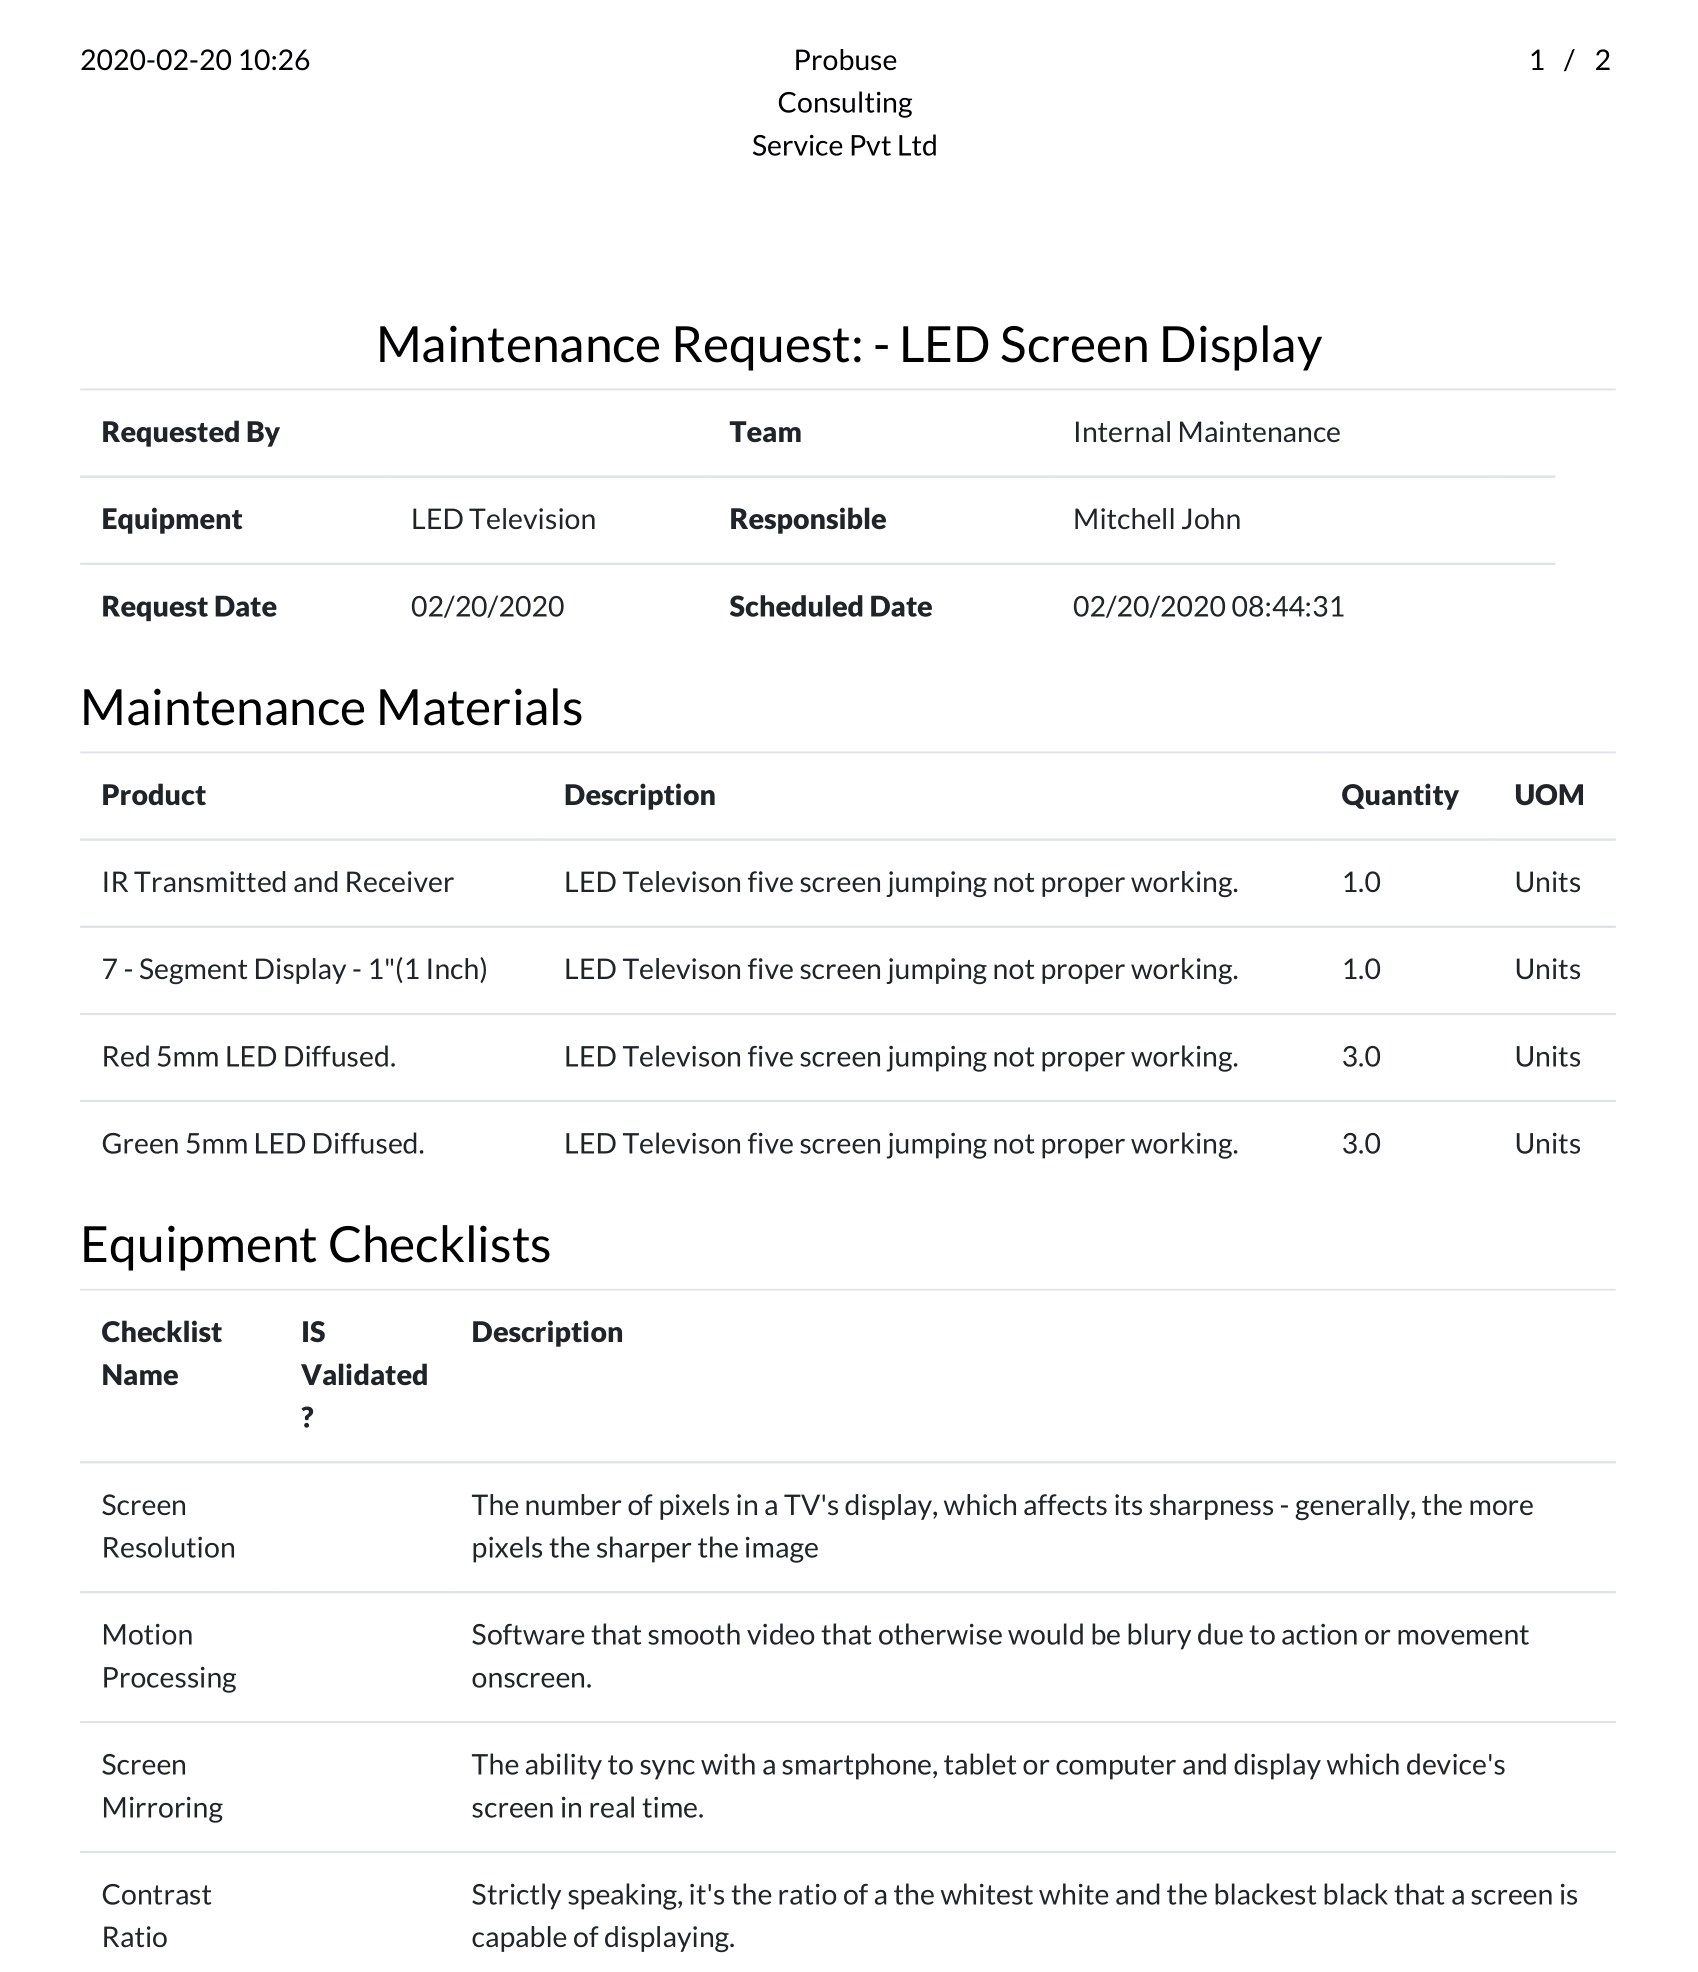 2020-02-20 10:26 Probuse 1 / 2
Consulting
Service Pvt Ltd
Maintenance Request: - LED Screen Display
Requested By Team Internal Maintenance
Equipment LED Television Responsible Mitchell John
Request Date 02/20/2020 Scheduled Date 02/20/2020 08:44:31
Maintenance Materials
Product Description Quantity UOM
IR Transmitted and Receiver LED Televison five screen jumping not proper working. 1.0 Units
7 - Segment Display - 1"(1 Inch) LED Televison five screen jumping not proper working. 1.0 Units
Red 5mm LED Diffused. LED Televison five screen jumping not proper working. 3.0 Units
Green 5mm LED Diffused. LED Televison five screen jumping not proper working. 3.0 Units
Equipment Checklists
Checklist IS Description
Name Validated
?
Screen The number of pixels in a TV's display, which affects its sharpness - generally, the more
Resolution pixels the sharper the image
Motion Software that smooth video that otherwise would be blury due to action or movement
Processing onscreen.
Screen The ability to sync with a smartphone, tablet or computer and display which device's
Mirroring screen in real time.
Contrast Strictly speaking, it's the ratio of a the whitest white and the blackest black that a screen is
Ratio capable of displaying.